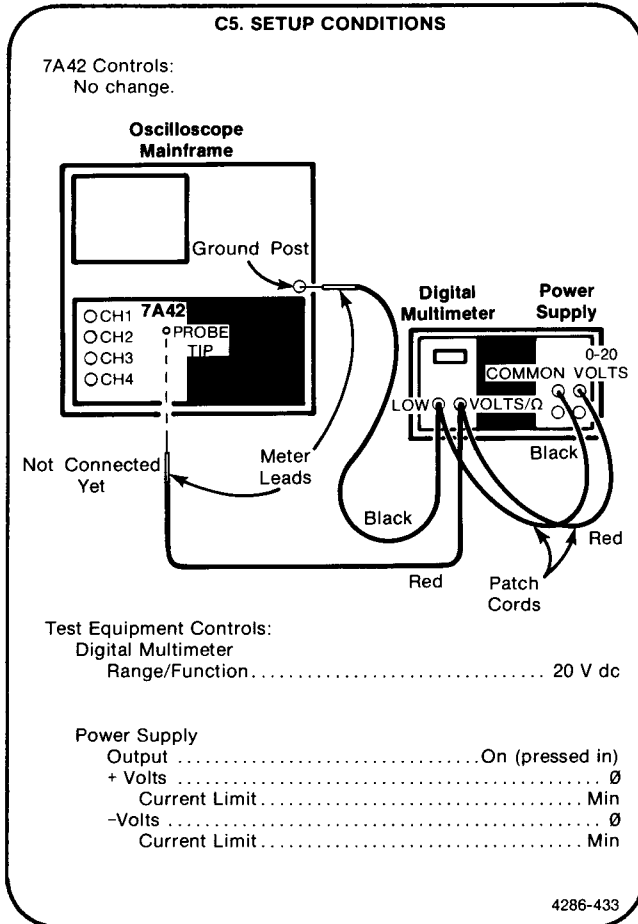 C5. SETUP CONDITIONS
7A42 Controls:
No change.
Oscilloscope
Mainframe
Ground Post
CH1
CH2
CH3
CH4
7A42
PROBE
TIP
Digital
Multimeter
Power
Supply
0-20
COMMON VOLTS
LOW
VOLTS/Ω
Black
Not Connected
Yet
Meter
Leads
Black
Red
Red
Patch
Cords
Test Equipment Controls:
Digital Multimeter
Range/Function................................ 20 V dc
Power Supply
Output ............................ On (pressed in)
+ Volts ............................................. Ø
Current Limit.................................. Min
–Volts ............................................. Ø
Current Limit.................................. Min
4286-433